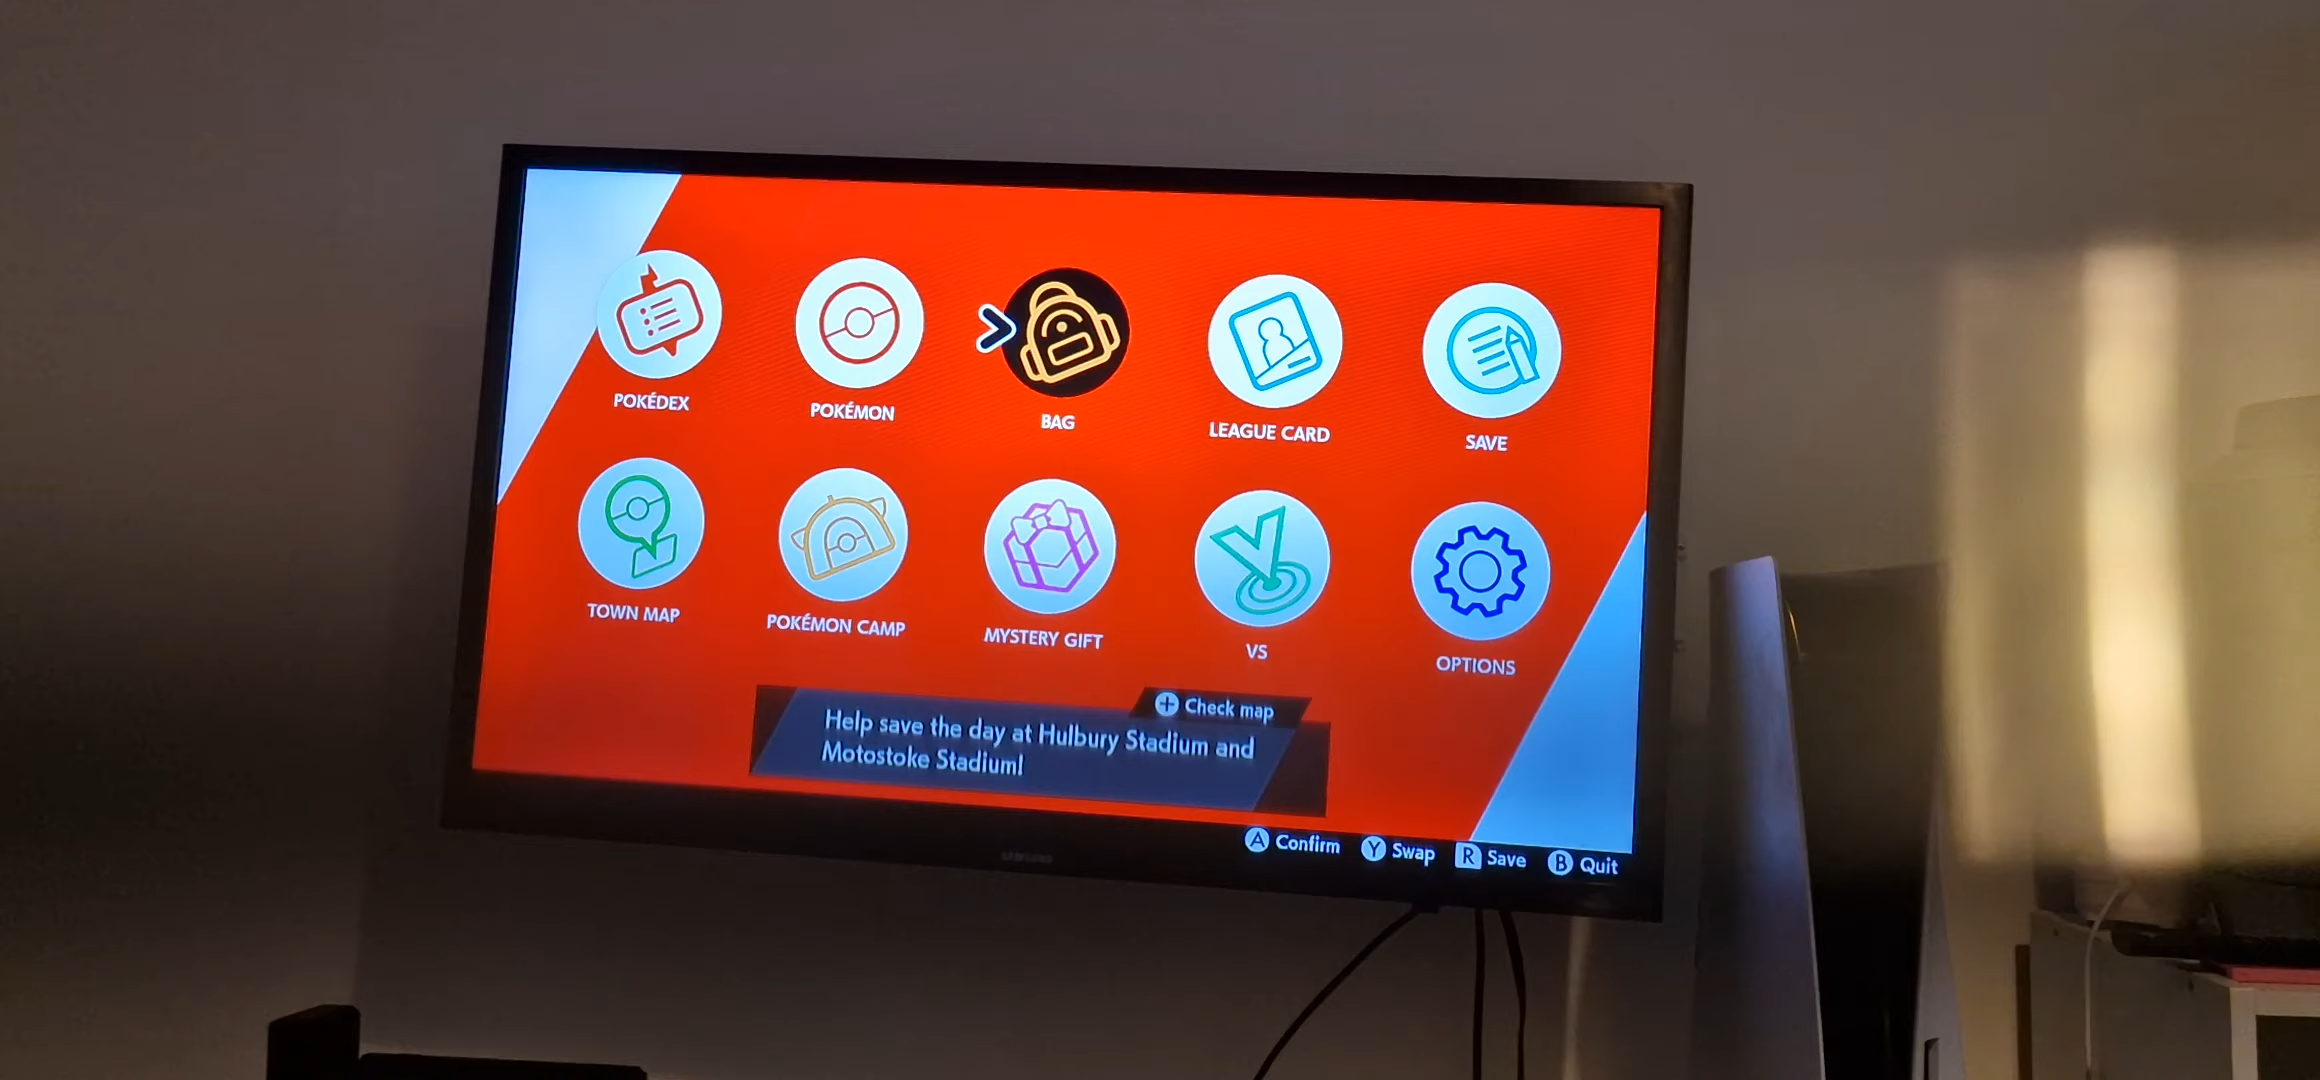 POKÉDEX
POKÉMON
BAG
LEAGUE CARD
SAVE
TOWN MAP
POKÉMON CAMP
MYSTERY GIFT
VS
OPTIONS
+ Check map
Help save the day at Hulbury Stadium and
Motostoke Stadium!
A Confirm Y Swap R Save B Quit
SAMSUNG